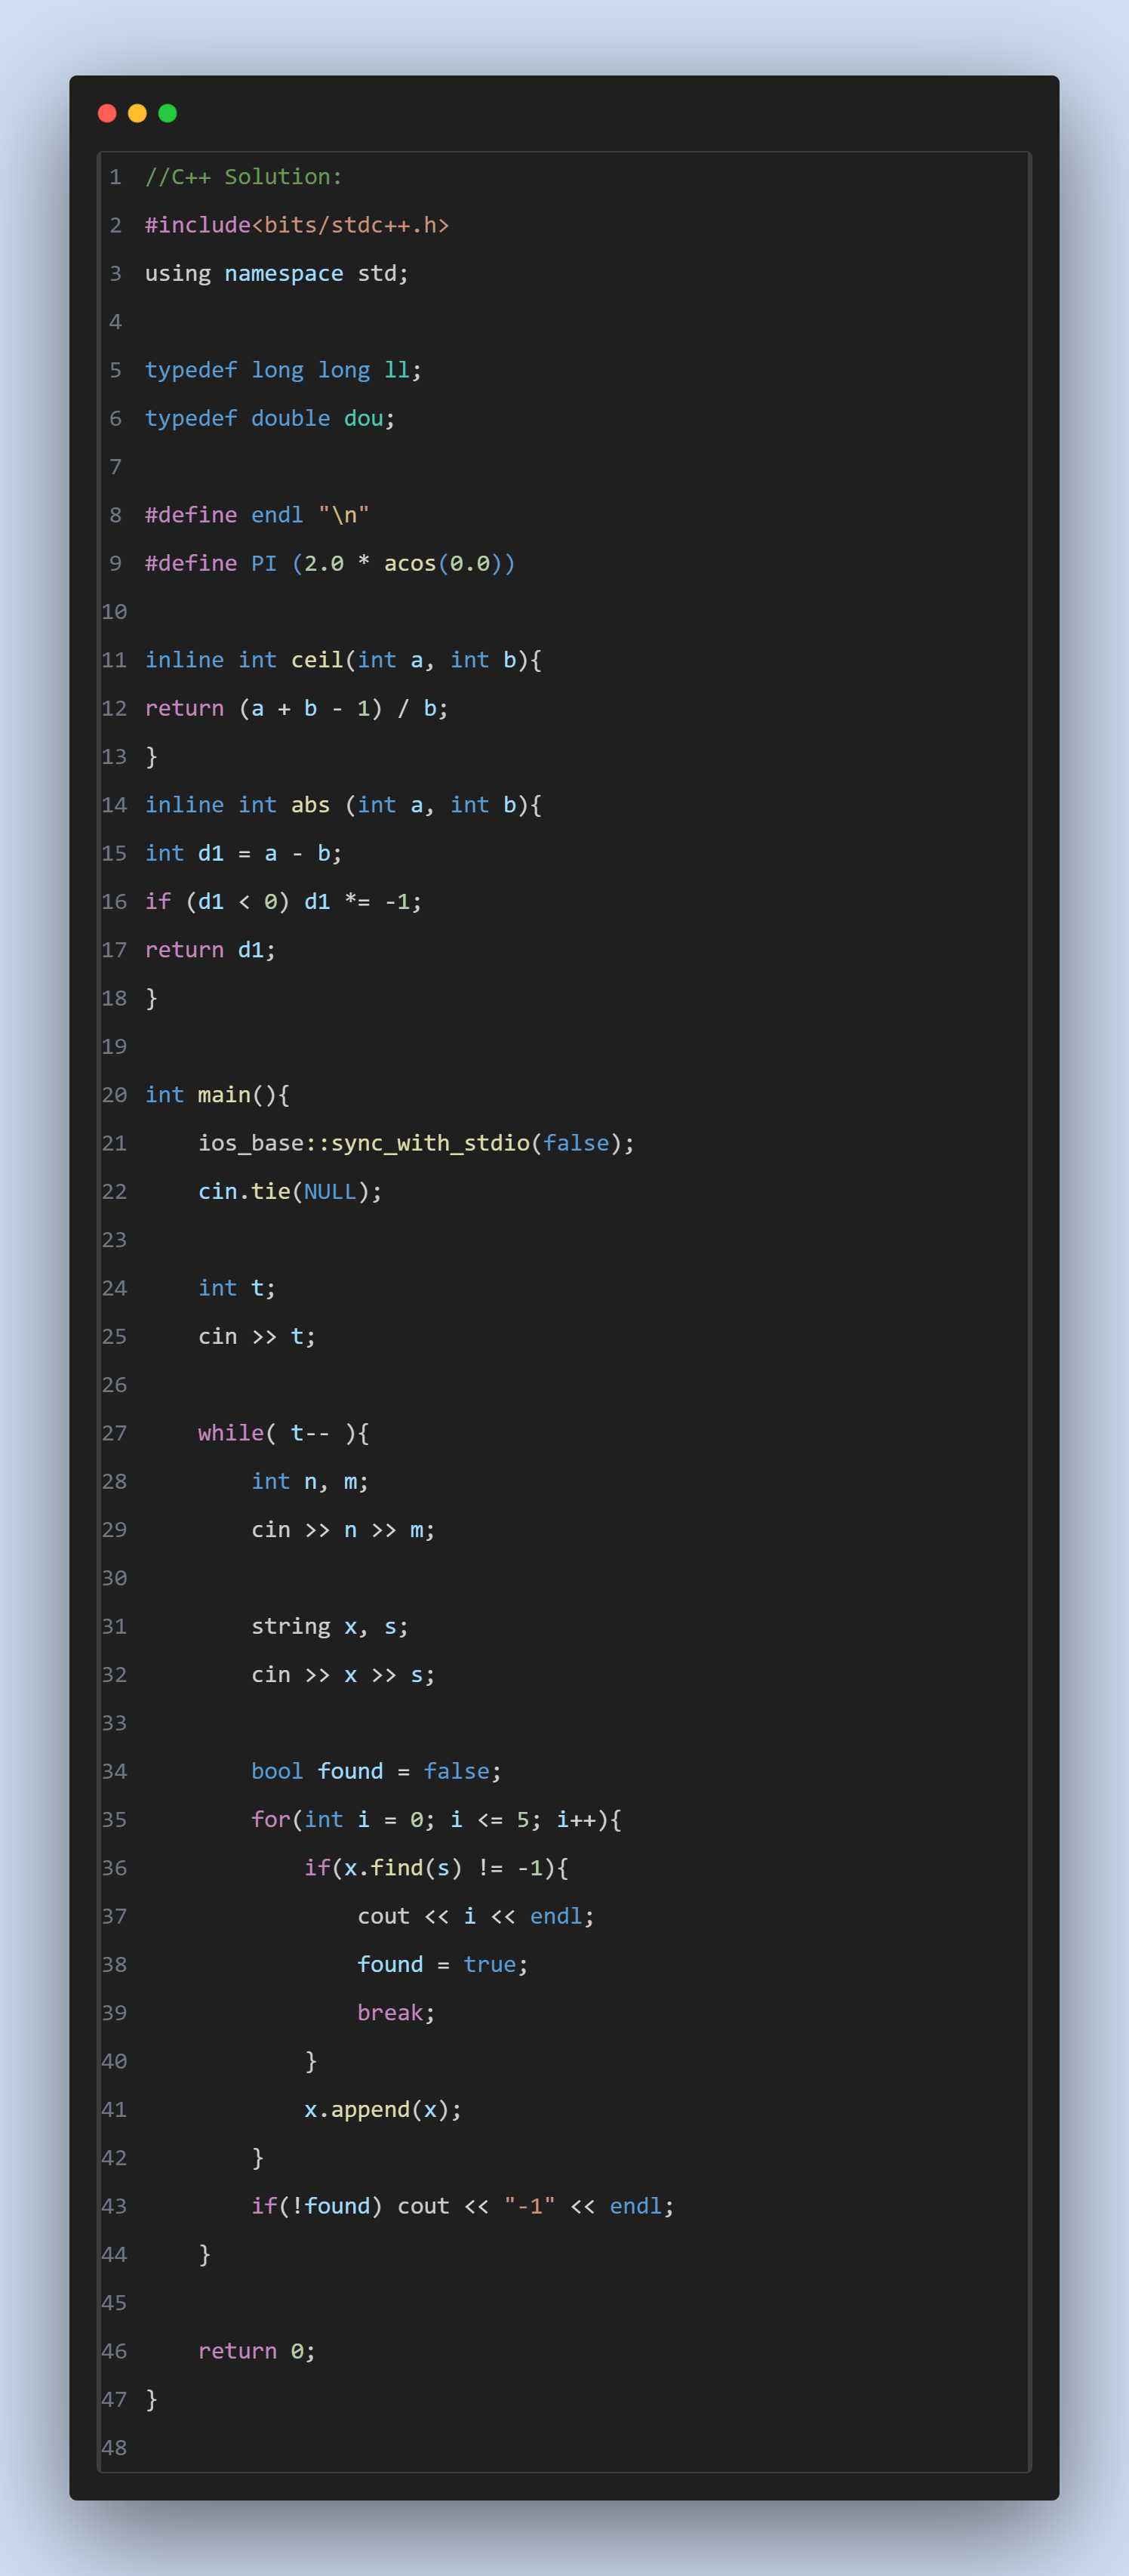 1 //C++ Solution:
2 #include<bits/stdc++.h>
3 using namespace std;
4
5 typedef long long ll;
6 typedef double dou;
7
8 #define endl "\n"
9 #define PI (2.0 * acos(0.0))
10
11 inline int ceil(int a, int b){
12 return (a + b - 1) / b;
13 }
14 inline int abs (int a, int b){
15 int d1 = a - b;
16 if (d1 < 0) d1 *= -1;
17 return d1;
18 }
19
20 int main(){
21     ios_base::sync_with_stdio(false);
22     cin.tie(NULL);
23
24     int t;
25     cin >> t;
26
27     while( t-- ){
28         int n, m;
29         cin >> n >> m;
30
31         string x, s;
32         cin >> x >> s;
33
34         bool found = false;
35         for(int i = 0; i <= 5; i++){
36             if(x.find(s) != -1){
37                 cout << i << endl;
38                 found = true;
39                 break;
40             }
41             x.append(x);
42         }
43         if(!found) cout << "-1" << endl;
44     }
45
46     return 0;
47 }
48